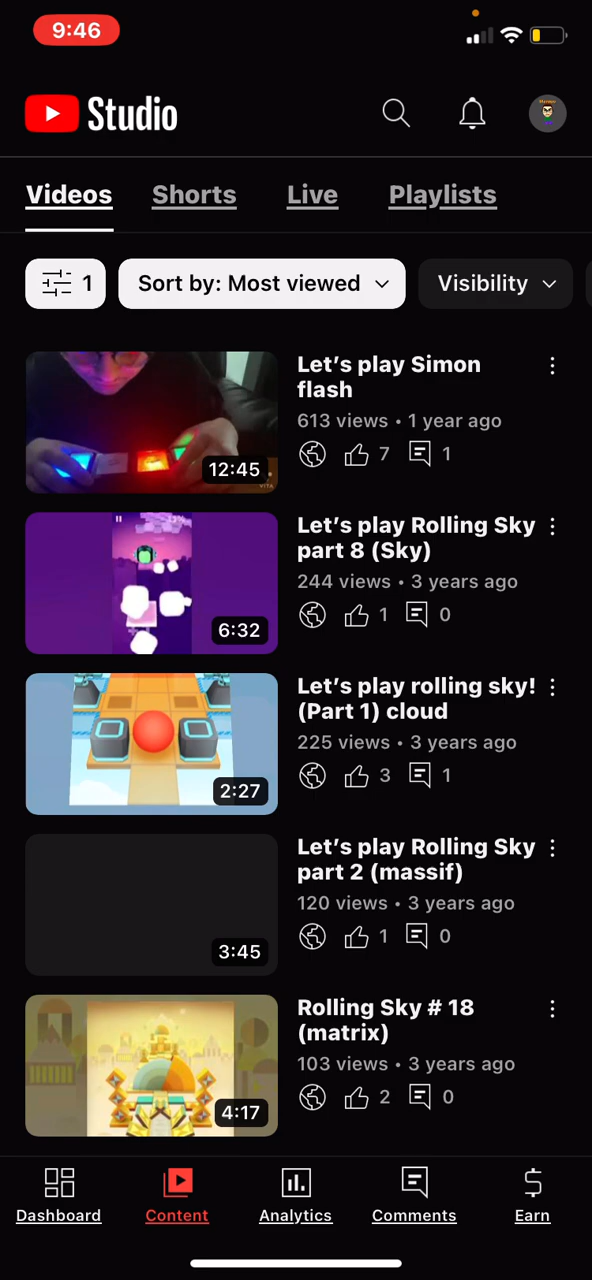 9:46
Studio
Videos Shorts Live Playlists
1 Sort by: Most viewed Visibility
Let’s play Simon
flash
613 views • 1 year ago
7 1
12:45
VITA
Let’s play Rolling Sky
part 8 (Sky)
244 views • 3 years ago
1 0
6:32
Let’s play rolling sky!
(Part 1) cloud
225 views • 3 years ago
3 1
2:27
Let’s play Rolling Sky
part 2 (massif)
120 views • 3 years ago
1 0
3:45
Rolling Sky # 18
(matrix)
103 views • 3 years ago
2 0
4:17
Dashboard Content Analytics Comments Earn